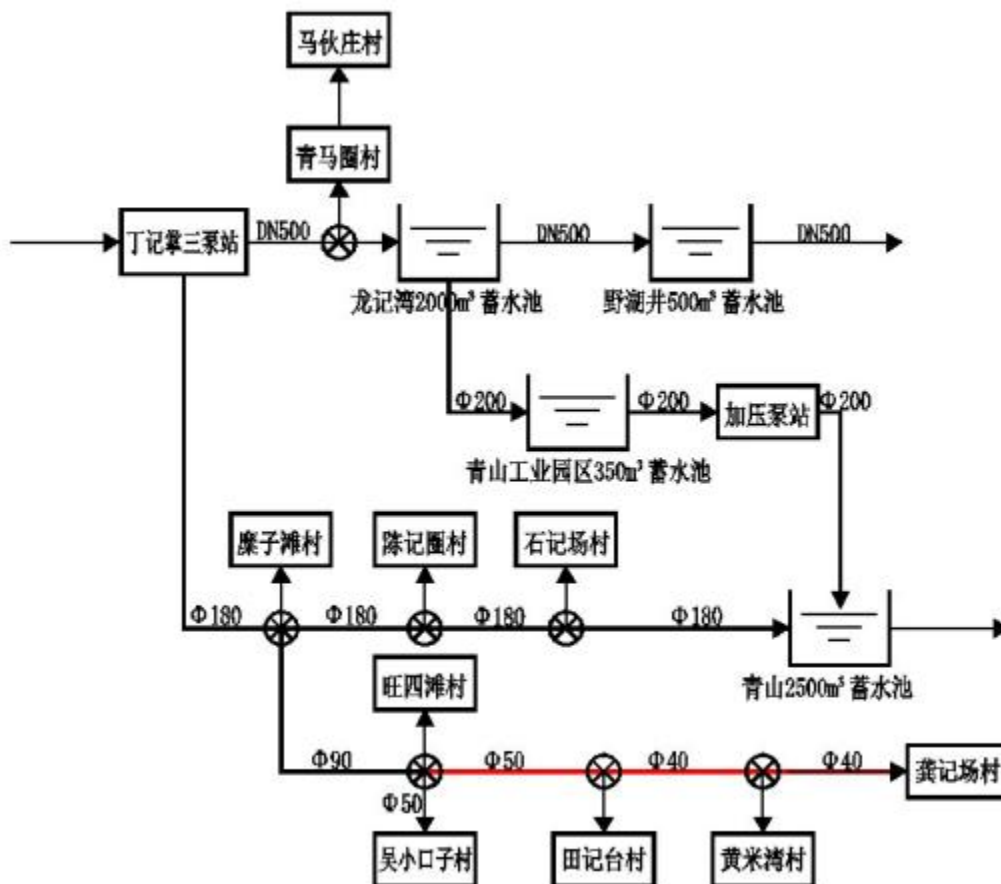 马伙庄村
青马圈村
丁记掌三泵站
DN500
DN500
DN500
龙记湾2000m³蓄水池
野湖井500m³蓄水池
Φ200
Φ200
加压泵站
Φ200
青山工业园区350m³蓄水池
糜子滩村
陈记圈村
石记场村
Φ180
Φ180
Φ180
Φ180
旺四滩村
青山2500m³蓄水池
Φ90
Φ50
Φ40
Φ40
龚记场村
Φ50
吴小口子村
田记台村
黄米湾村